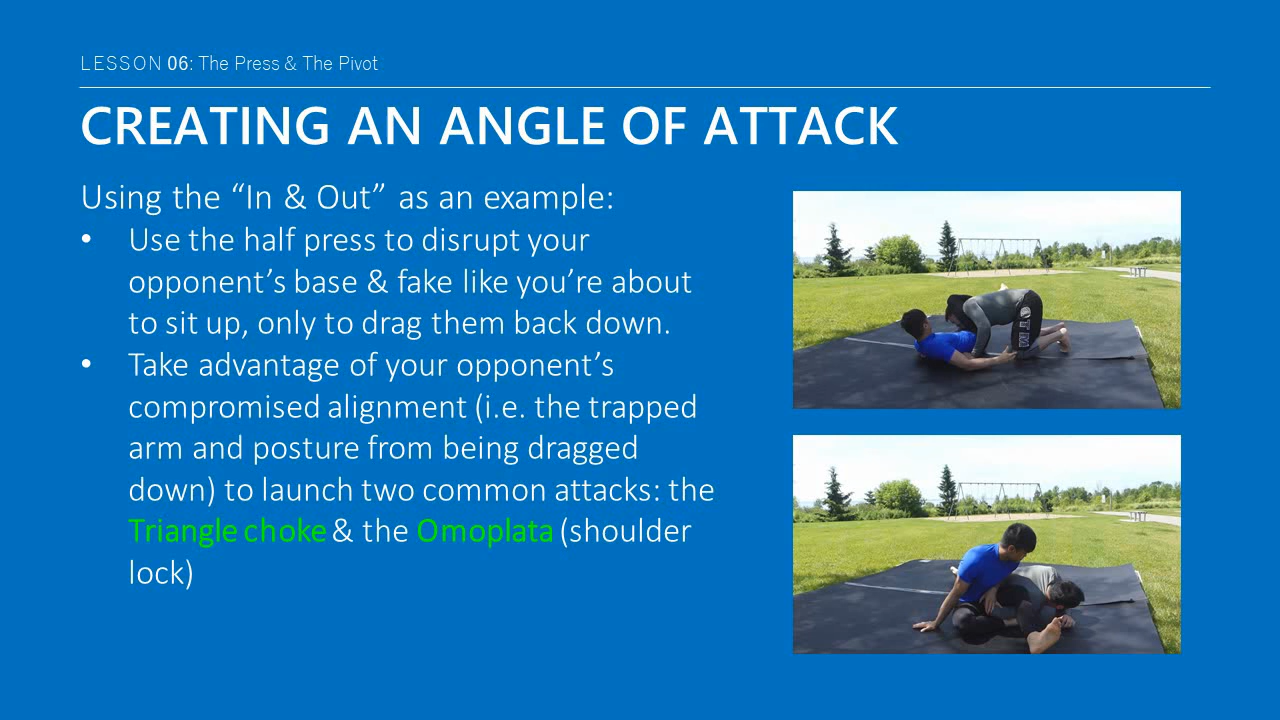 LESSON 06: The Press & The Pivot
CREATING AN ANGLE OF ATTACK
Using the “In & Out” as an example:
• Use the half press to disrupt your
opponent’s base & fake like you’re about
to sit up, only to drag them back down.
• Take advantage of your opponent’s
compromised alignment (i.e. the trapped
arm and posture from being dragged
down) to launch two common attacks: the
Triangle choke & the Omoplata (shoulder
lock)